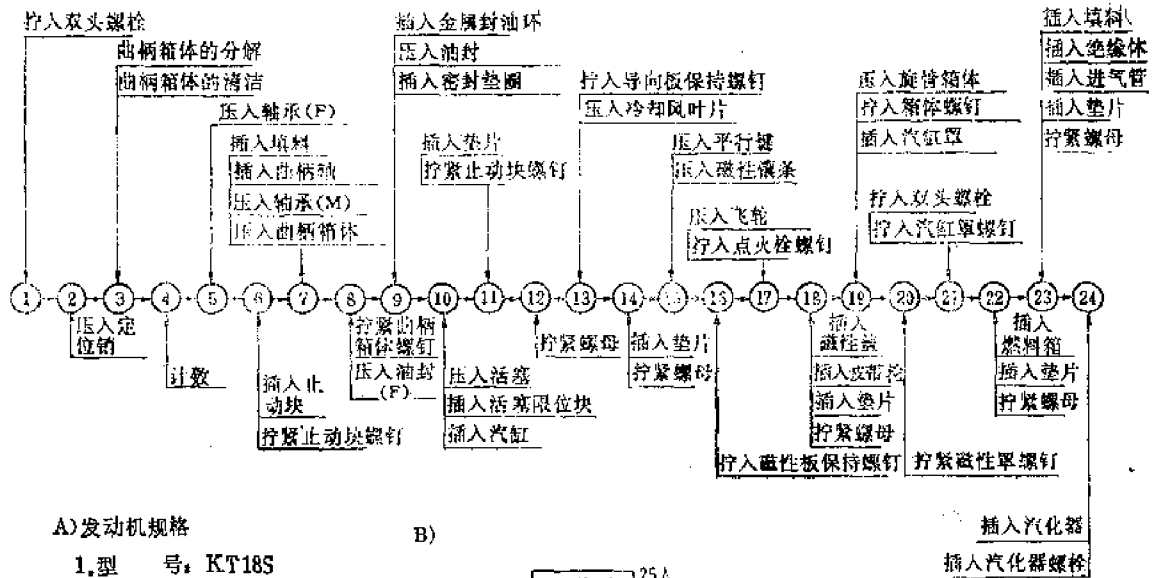 拧入双头螺栓
曲柄箱体的分解
曲柄箱体的清洁
压入轴承(F)
插入填料
插入曲柄轴
压入轴承(M)
压入曲柄箱体
插入金属封油环
压入油封
插入密封垫圈
插入垫片
拧紧止动块螺钉
拧入导向板保持螺钉
压入冷却风叶片
压入平行键
压入磁性镶条
压入飞轮
拧入点火栓螺钉
压入旋臂箱体
拧入箱体螺钉
插入汽缸罩
拧入双头螺栓
拧入汽缸罩螺钉
插入填料
插入绝缘体
插入进气管
插入垫片
拧紧螺母
1 2 3 4 5 6 7 8 9 10 11 12 13 14 15 16 17 18 19 20 21 22 23 24
压入定
位销
计数
插入止
动块
拧紧止动块螺钉
拧紧曲柄
箱体螺钉
压入油封
(F)
压入活塞
插入活塞限位块
插入汽缸
拧紧螺母
插入垫片
拧紧螺母
拧入磁性板保持螺钉
插入
磁性盖
插入皮带轮
插入垫片
拧紧螺母
拧紧磁性罩螺钉
插入
燃料箱
插入垫片
拧紧螺母
插入汽化器
插入汽化器螺栓
A)发动机规格
B)
1.型 号: KT18S
25人